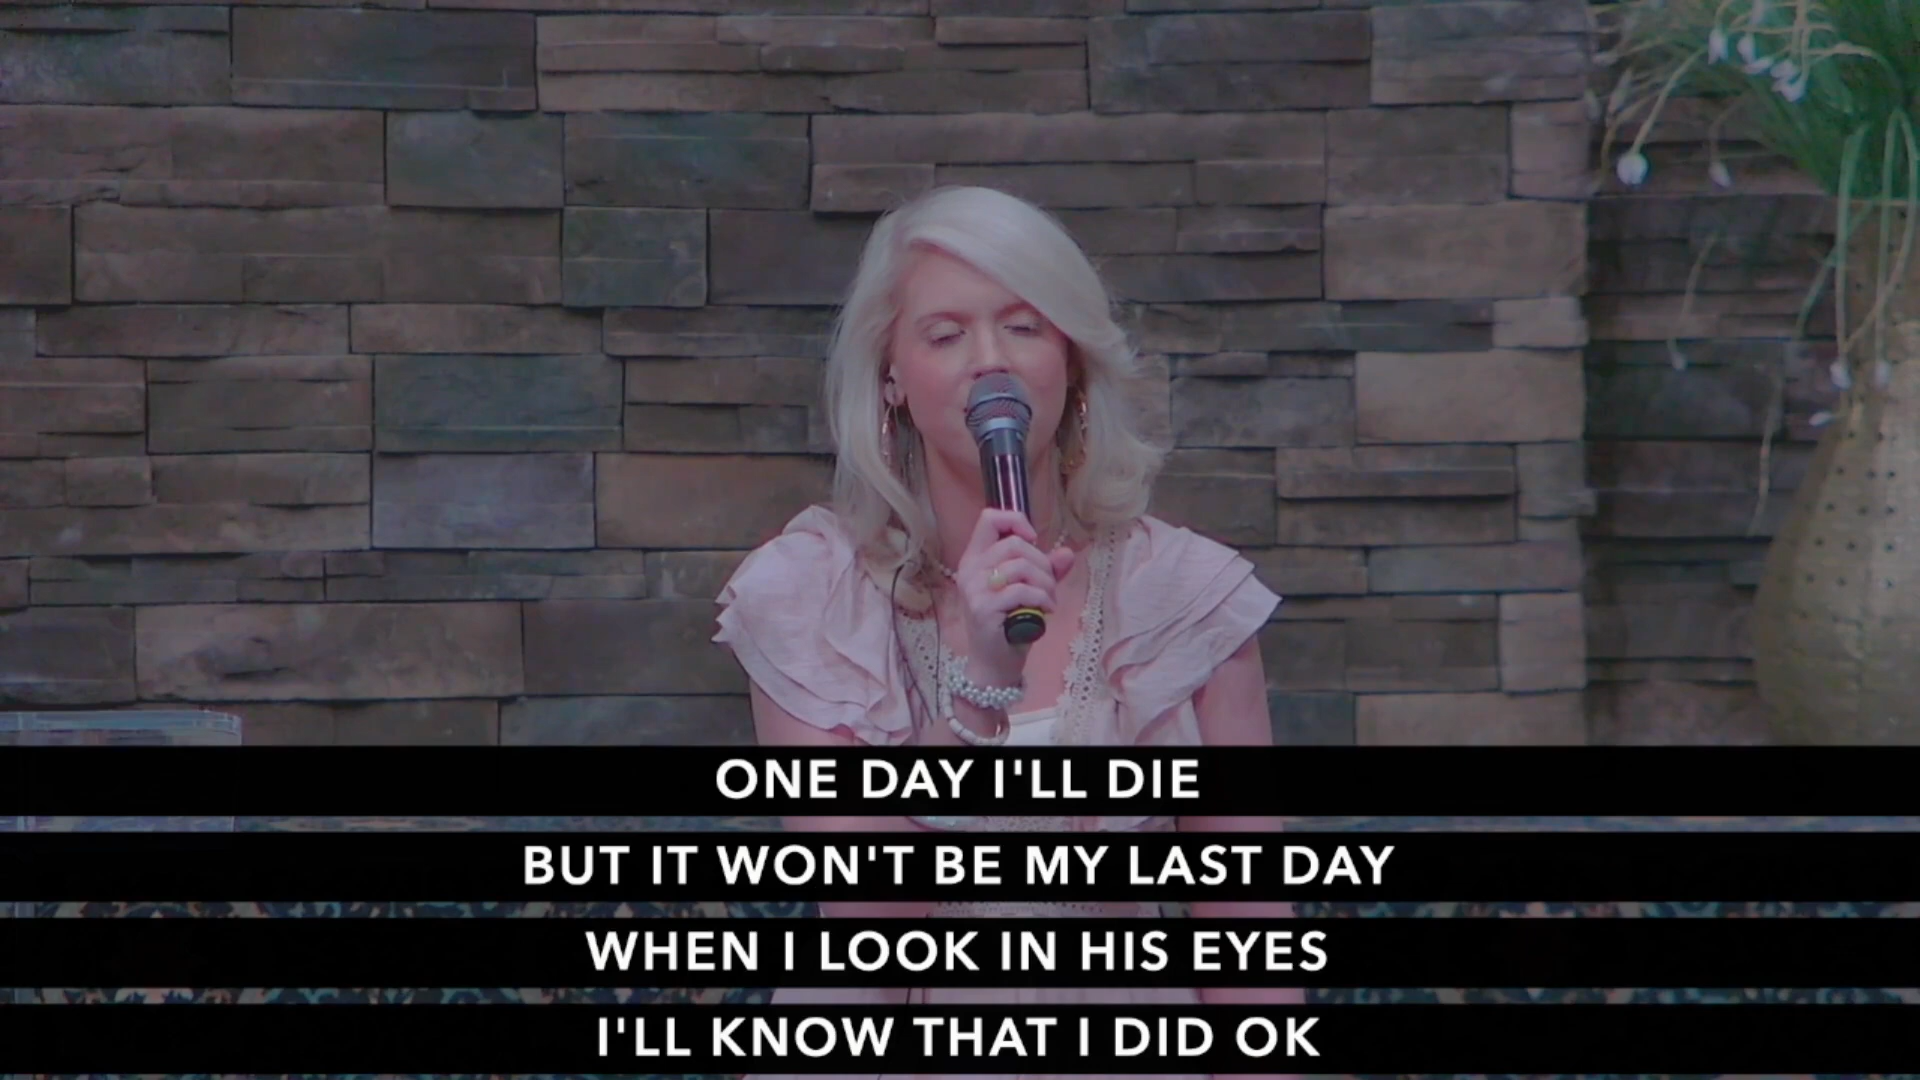 ONE DAY I'LL DIE
BUT IT WON'T BE MY LAST DAY
WHEN I LOOK IN HIS EYES
I'LL KNOW THAT I DID OK